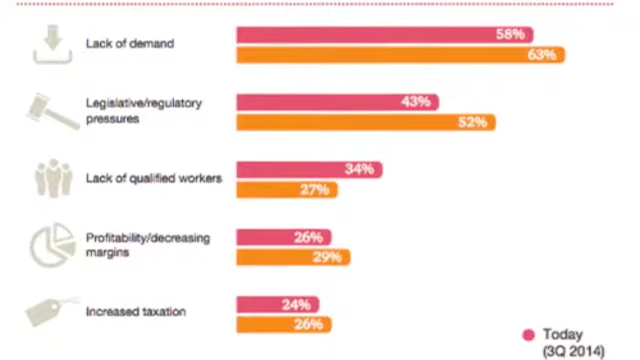 Lack of demand
58%
63%
Legislative/regulatory
pressures
43%
52%
Lack of qualified workers
34%
27%
Profitability/decreasing
margins
26%
29%
Increased taxation
24%
26%
Today
(3Q 2014)